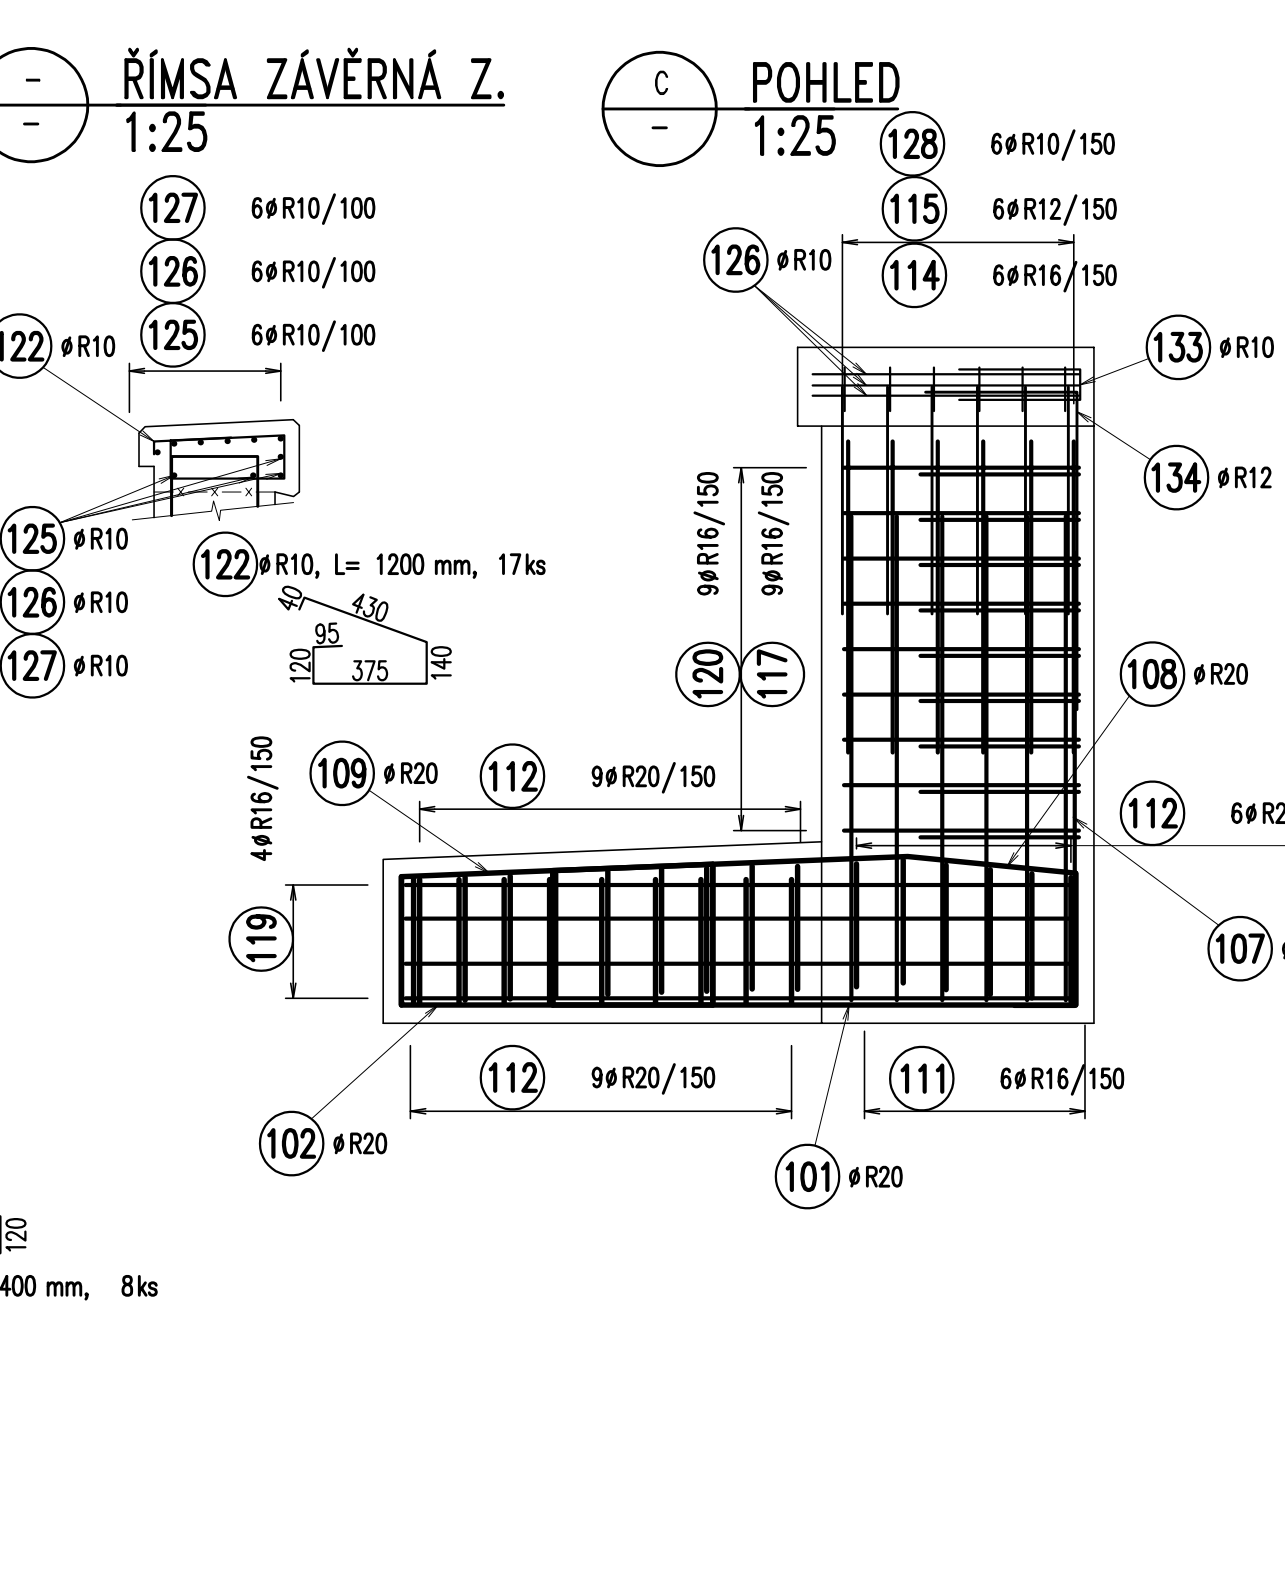 –
–
ŘÍMSA ZÁVĚRNÁ Z.
1:25
127 6øR10/100
126 6øR10/100
125 6øR10/100
122 øR10
125 øR10
126 øR10
127 øR10
122 øR10, L= 1200 mm, 17ks
40
430
95
120
375
140
C
–
POHLED
1:25
128 6øR10/150
115 6øR12/150
114 6øR16/150
126 øR10
133 øR10
134 øR12
9øR16/150
9øR16/150
120
117
108 øR20
109 øR20
112 9øR20/150
112 6øR2
4øR16/150
119
107 ø
112 9øR20/150
111 6øR16/150
102 øR20
101 øR20
120
400 mm, 8ks